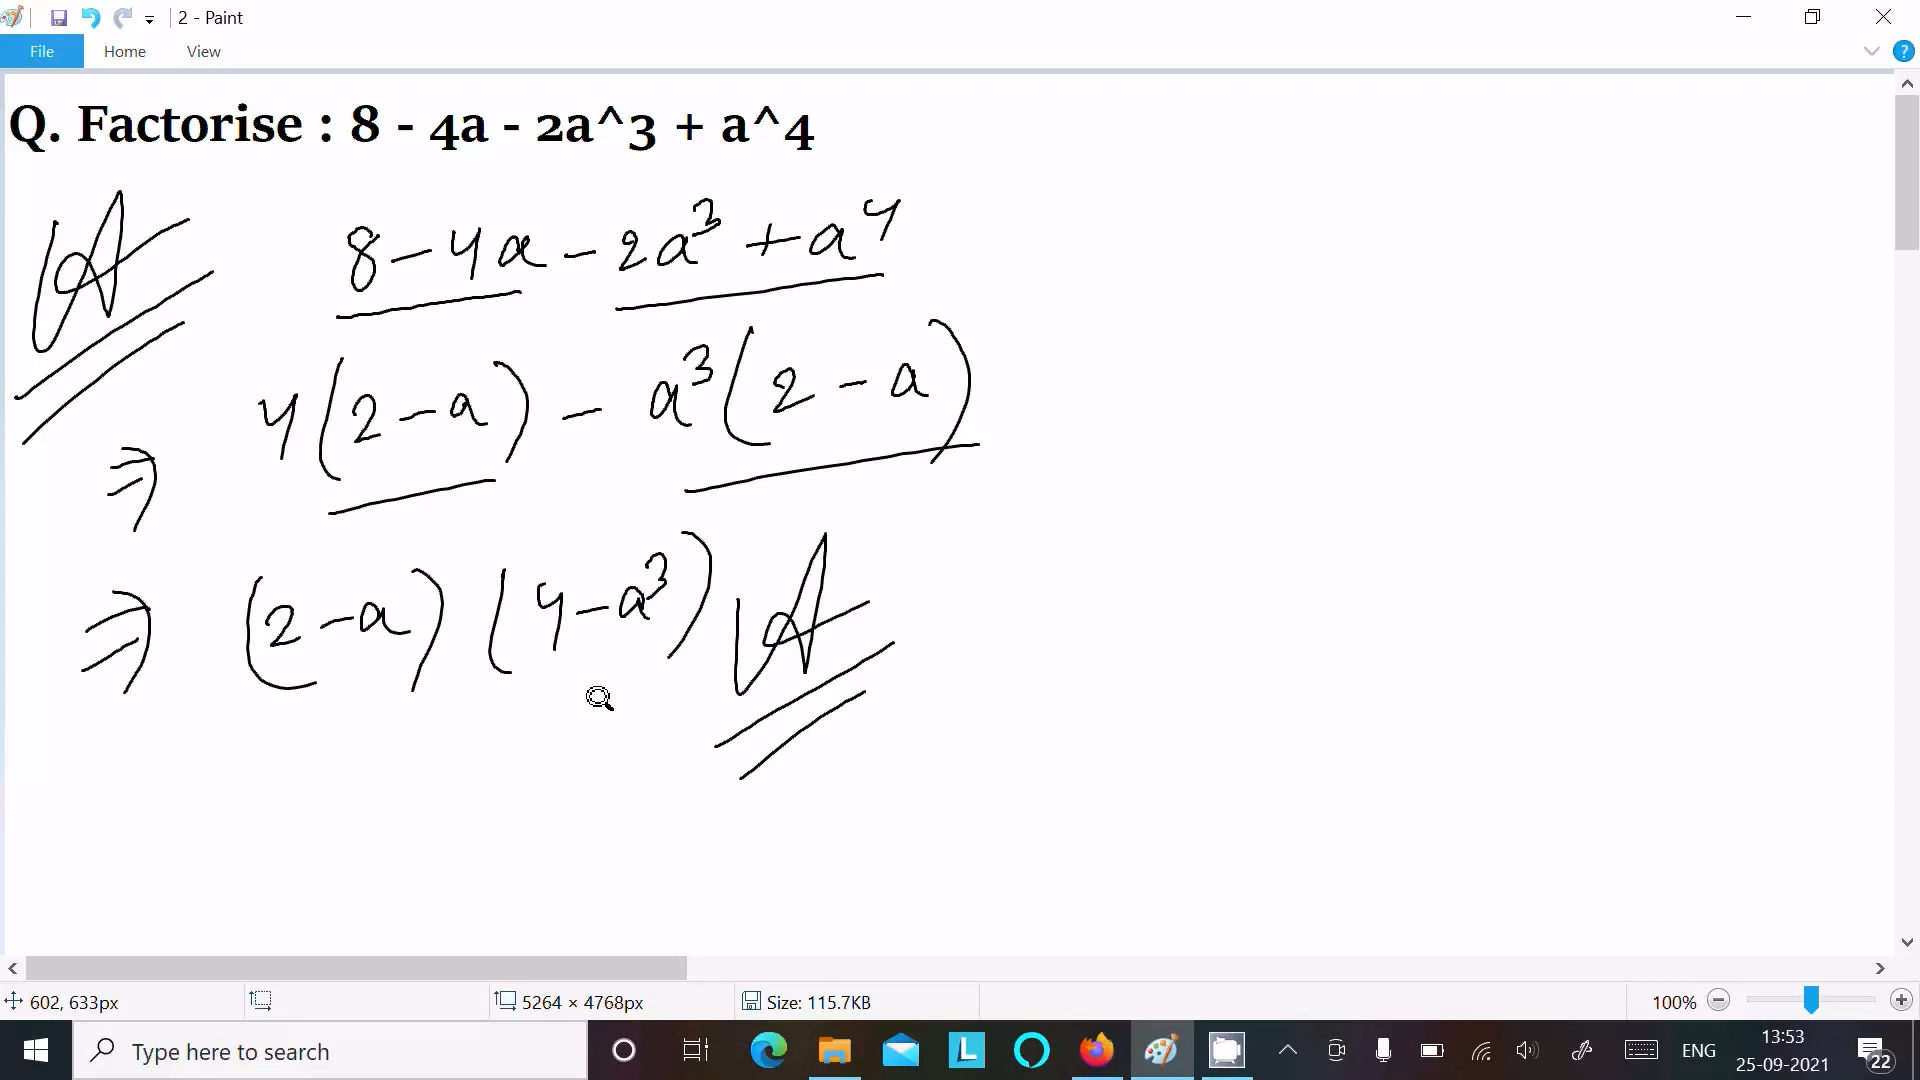 2 - Paint
File Home View
Q. Factorise : 8 - 4a - 2a^3 + a^4
8 - 4a - 2a³ + a⁴
4(2 - a) - a³(2 - a)
⇒
⇒ (2 - a) (4 - a³)
602, 633px 5264 × 4768px Size: 115.7KB 100%
Type here to search
L
ENG
13:53
25-09-2021
22